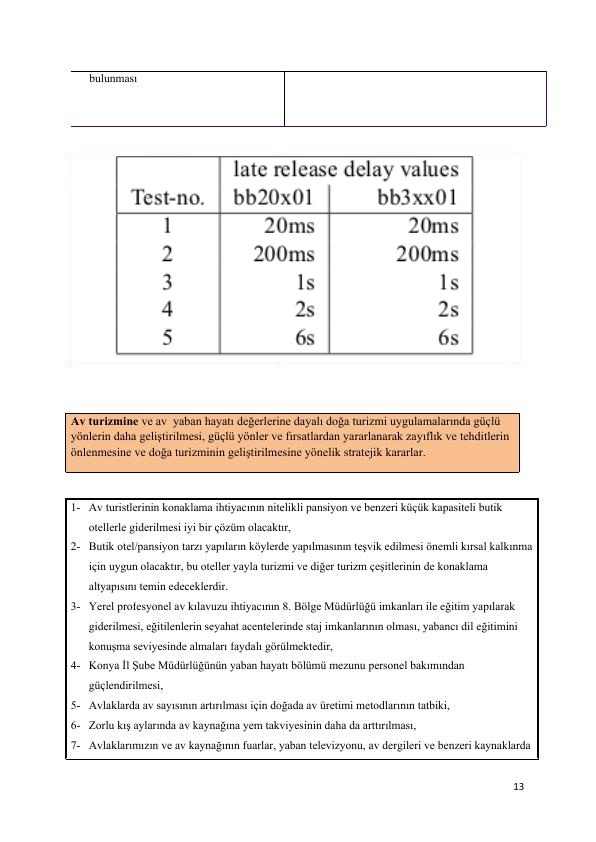 bulunması
late release delay values
Test-no. bb20x01 bb3xx01
1 20ms 20ms
2 200ms 200ms
3 1s 1s
4 2s 2s
5 6s 6s
Av turizmine ve av yaban hayatı değerlerine dayalı doğa turizmi uygulamalarında güçlü
yönlerin daha geliştirilmesi, güçlü yönler ve fırsatlardan yararlanarak zayıflık ve tehditlerin
önlenmesine ve doğa turizminin geliştirilmesine yönelik stratejik kararlar.
1- Av turistlerinin konaklama ihtiyacının nitelikli pansiyon ve benzeri küçük kapasiteli butik
otellerle giderilmesi iyi bir çözüm olacaktır,
2- Butik otel/pansiyon tarzı yapıların köylerde yapılmasının teşvik edilmesi önemli kırsal kalkınma
için uygun olacaktır, bu oteller yayla turizmi ve diğer turizm çeşitlerinin de konaklama
altyapısını temin edeceklerdir.
3- Yerel profesyonel av kılavuzu ihtiyacının 8. Bölge Müdürlüğü imkanları ile eğitim yapılarak
giderilmesi, eğitilenlerin seyahat acentelerinde staj imkanlarının olması, yabancı dil eğitimini
konuşma seviyesinde almaları faydalı görülmektedir,
4- Konya İl Şube Müdürlüğünün yaban hayatı bölümü mezunu personel bakımından
güçlendirilmesi,
5- Avlaklarda av sayısının artırılması için doğada av üretimi metodlarının tatbiki,
6- Zorlu kış aylarında av kaynağına yem takviyesinin daha da arttırılması,
7- Avlaklarımızın ve av kaynağının fuarlar, yaban televizyonu, av dergileri ve benzeri kaynaklarda
13